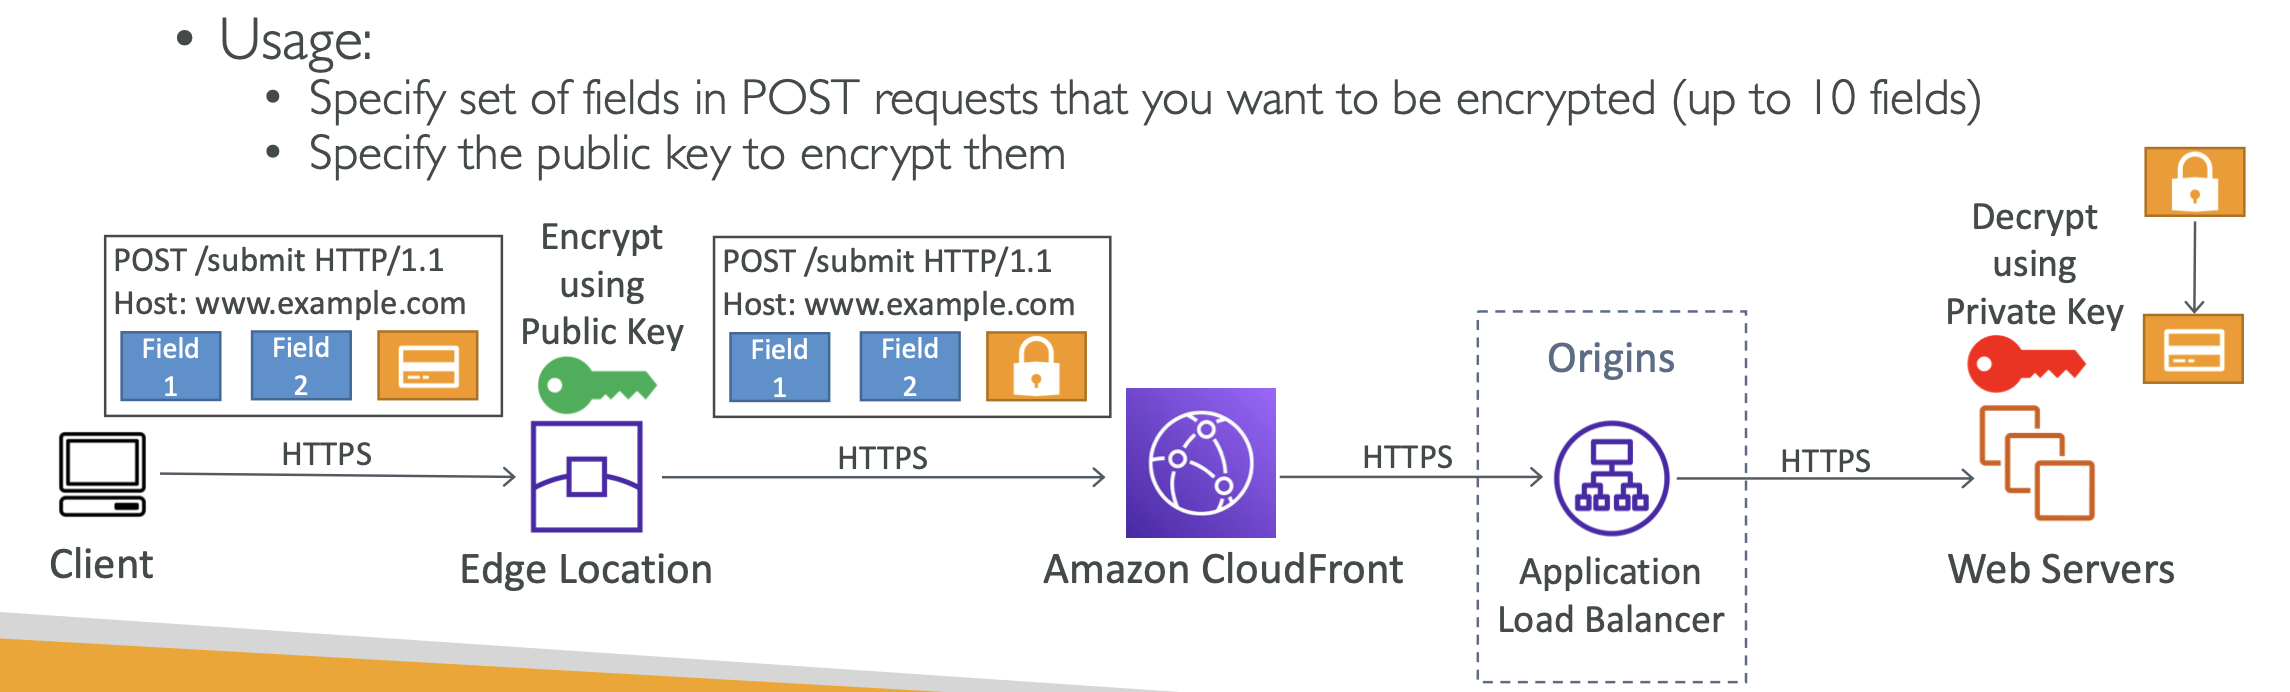 • Usage:
• Specify set of fields in POST requests that you want to be encrypted (up to 10 fields)
• Specify the public key to encrypt them
POST /submit HTTP/1.1
Host: www.example.com
Field
1
Field
2
Encrypt
using
Public Key
POST /submit HTTP/1.1
Host: www.example.com
Field
1
Field
2
Origins
Decrypt
using
Private Key
HTTPS
HTTPS
HTTPS
HTTPS
Client
Edge Location
Amazon CloudFront
Application
Load Balancer
Web Servers